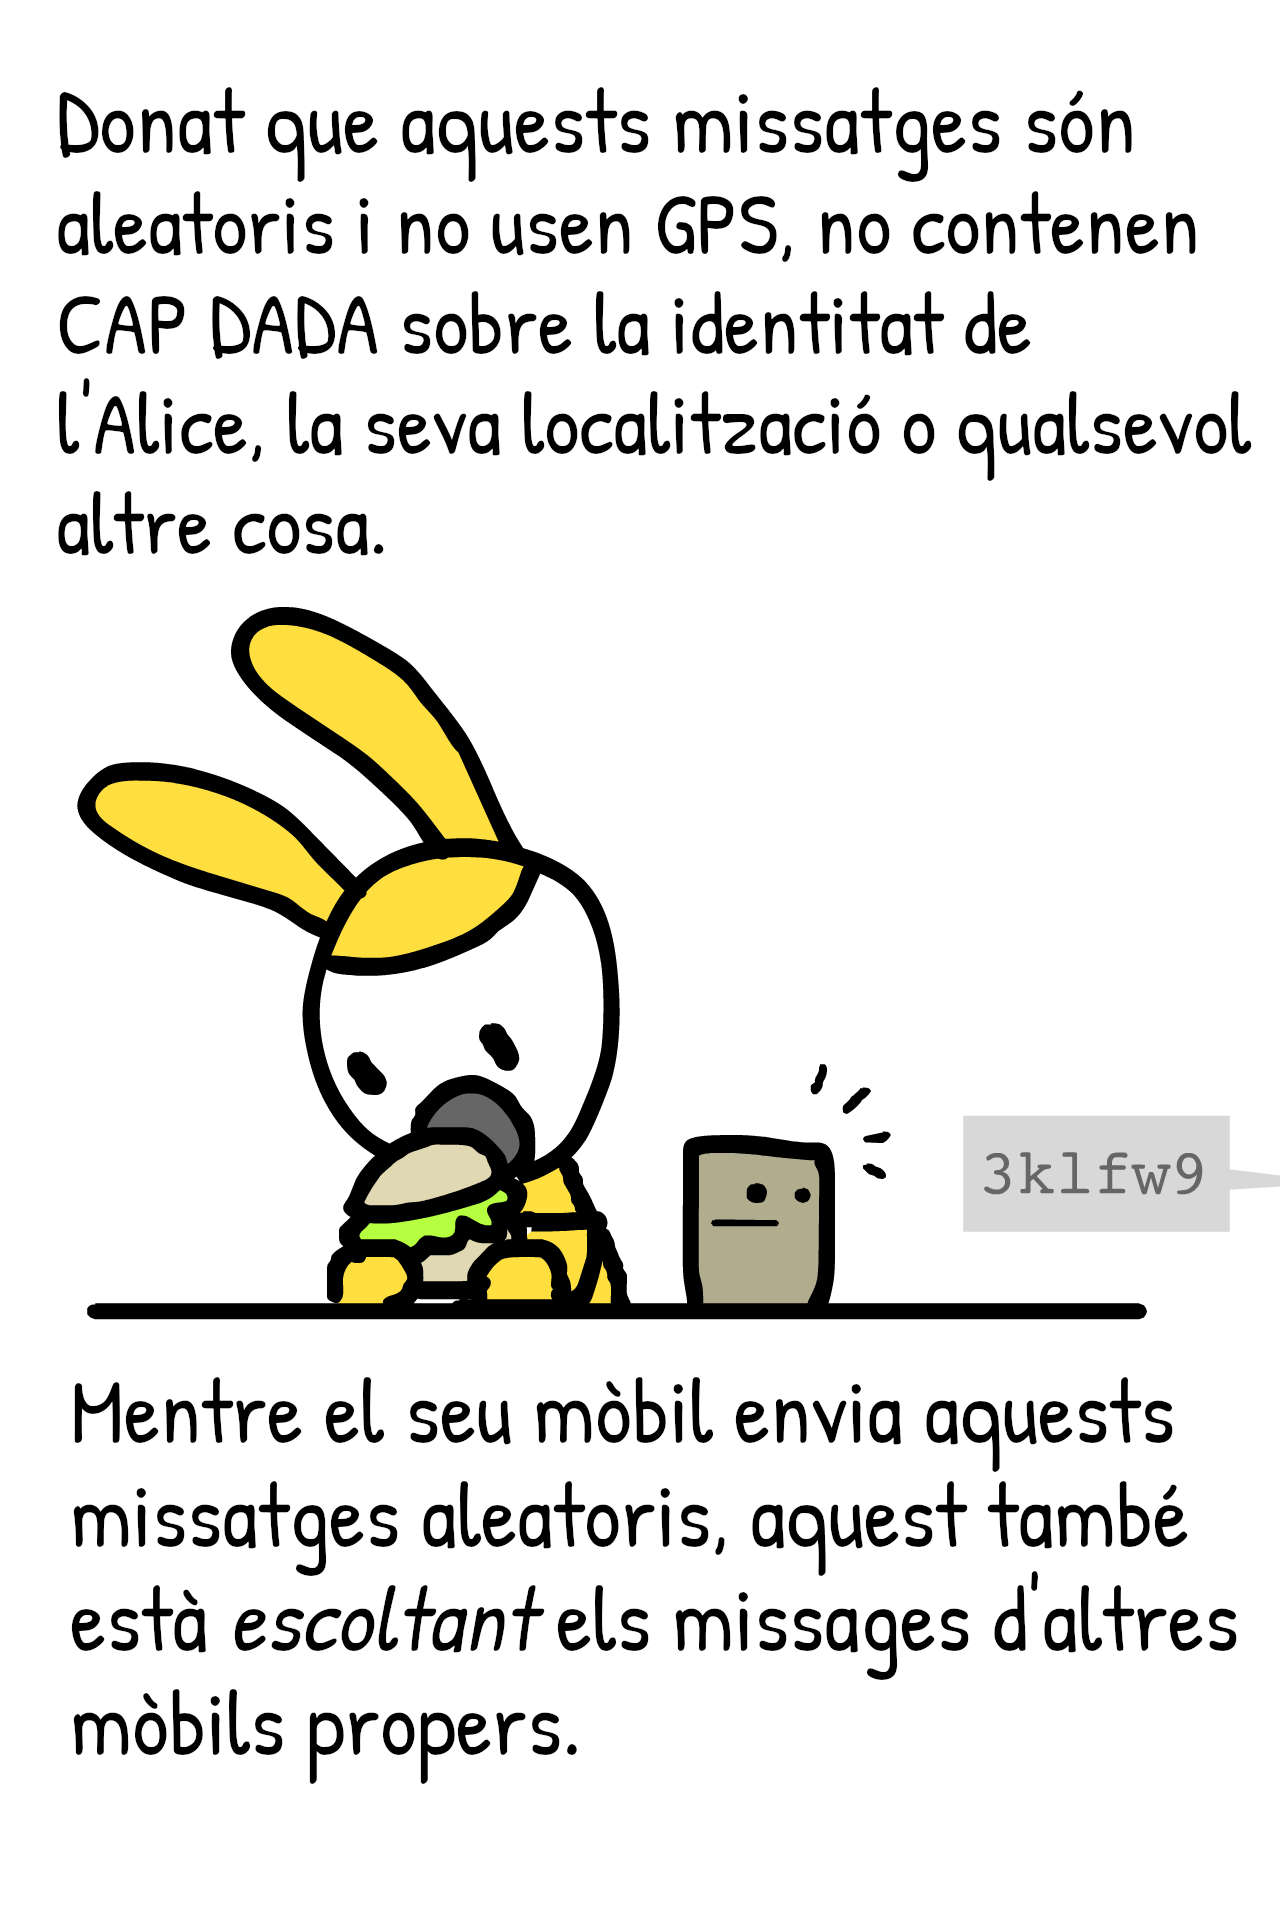 Donat que aquests missatges són
aleatoris i no usen GPS, no contenen
CAP DADA sobre la identitat de
l'Alice, la seva localització o qualsevol
altre cosa.
3klfw9
Mentre el seu mòbil envia aquests
missatges aleatoris, aquest també
està escoltant els missages d'altres
mòbils propers.